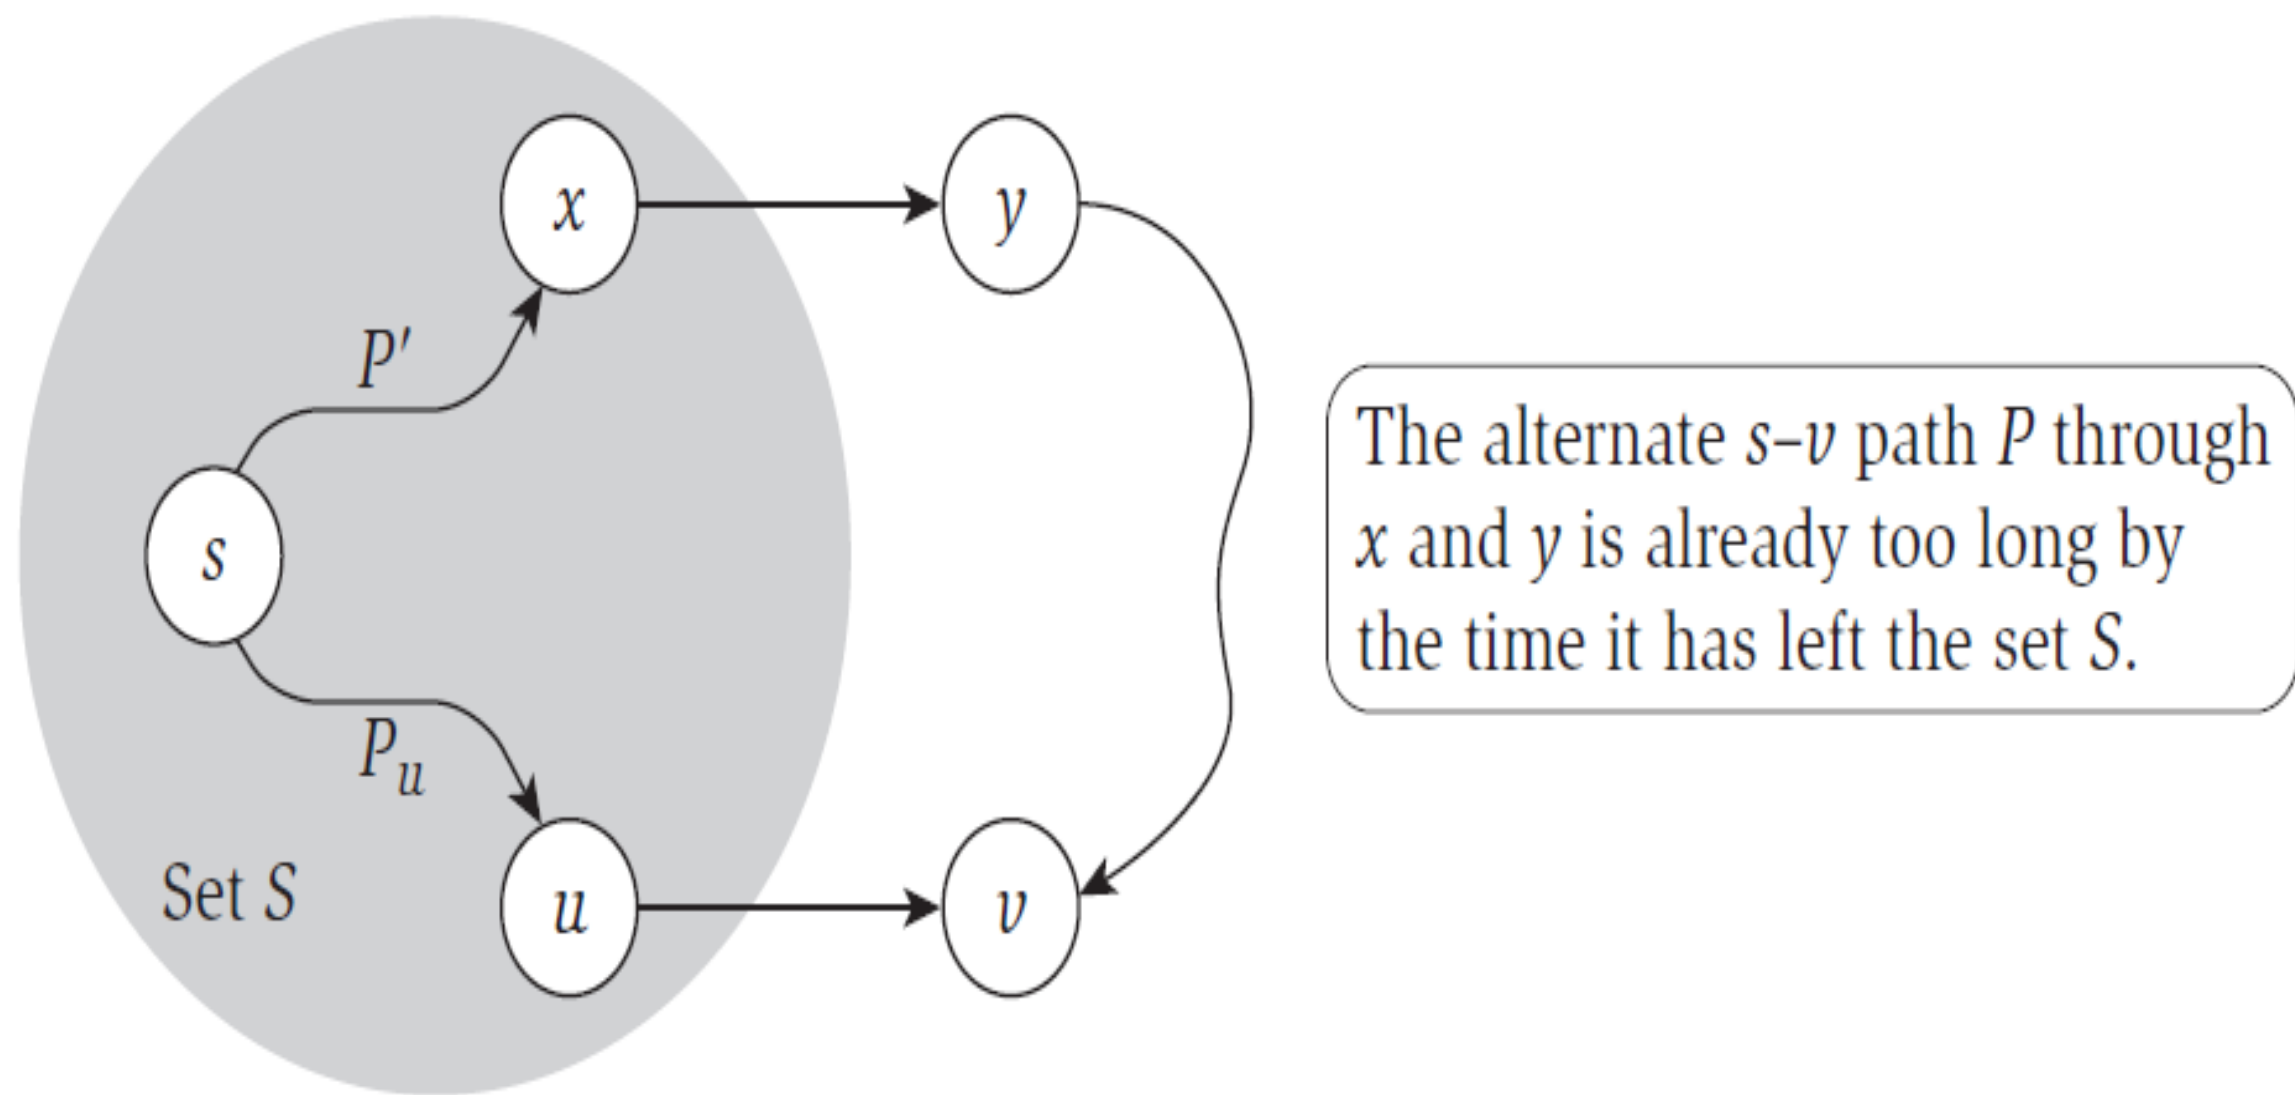 x
y
P′
s
P_u
Set S
u
v
The alternate s–v path P through
x and y is already too long by
the time it has left the set S.